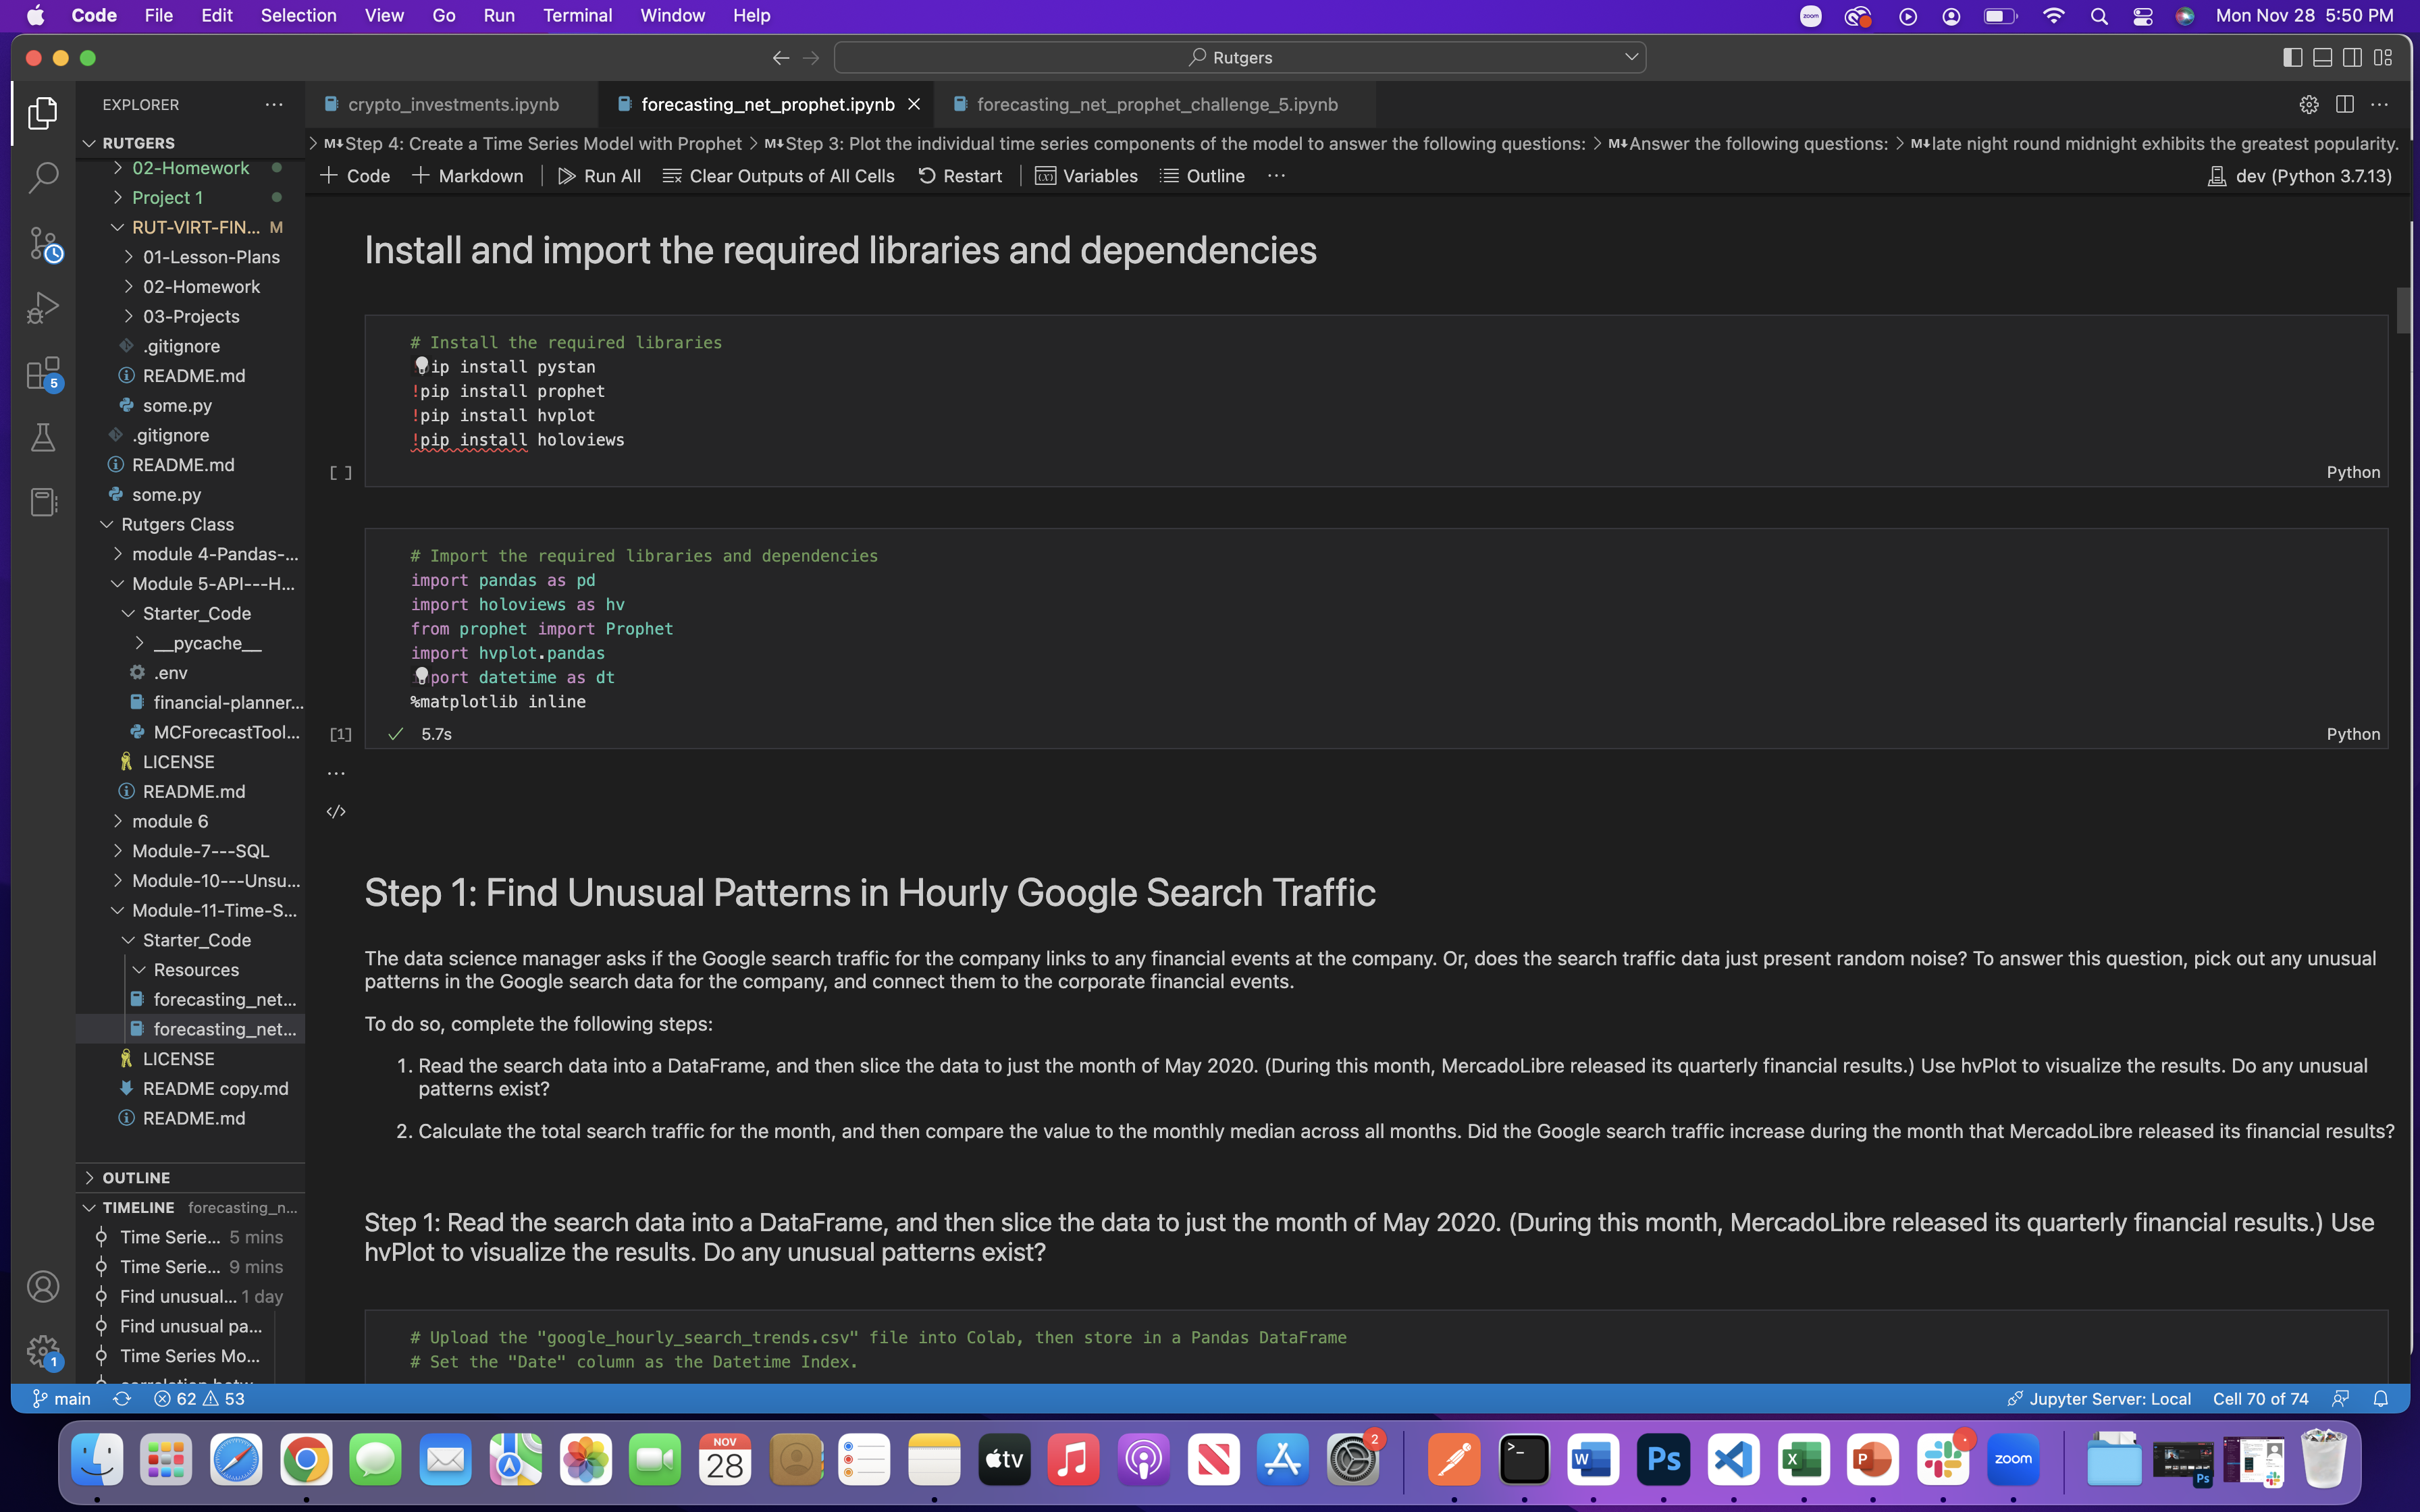 Code File Edit Selection View Go Run Terminal Window Help
zoom
Mon Nov 28 5:50 PM
Rutgers
EXPLORER
crypto_investments.ipynb
forecasting_net_prophet.ipynb
forecasting_net_prophet_challenge_5.ipynb
RUTGERS
Step 4: Create a Time Series Model with Prophet > Step 3: Plot the individual time series components of the model to answer the following questions: > Answer the following questions: > late night round midnight exhibits the greatest popularity.
+ Code + Markdown Run All Clear Outputs of All Cells Restart Variables Outline ...
dev (Python 3.7.13)
02-Homework
Project 1
RUT-VIRT-FIN... M
01-Lesson-Plans
02-Homework
03-Projects
.gitignore
README.md
some.py
.gitignore
README.md
some.py
Rutgers Class
module 4-Pandas-...
Module 5-API---H...
Starter_Code
__pycache__
.env
financial-planner...
MCForecastTool...
LICENSE
README.md
module 6
Module-7---SQL
Module-10---Unsu...
Module-11-Time-S...
Starter_Code
Resources
forecasting_net...
forecasting_net...
LICENSE
README copy.md
README.md
OUTLINE
TIMELINE forecasting_n...
Time Serie... 5 mins
Time Serie... 9 mins
Find unusual... 1 day
Find unusual pa...
Time Series Mo...
5
1
Install and import the required libraries and dependencies
# Install the required libraries
ip install pystan
!pip install prophet
!pip install hvplot
!pip install holoviews
[ ]
Python
# Import the required libraries and dependencies
import pandas as pd
import holoviews as hv
from prophet import Prophet
import hvplot.pandas
port datetime as dt
%matplotlib inline
[1]
5.7s
Python
...
</>
Step 1: Find Unusual Patterns in Hourly Google Search Traffic
The data science manager asks if the Google search traffic for the company links to any financial events at the company. Or, does the search traffic data just present random noise? To answer this question, pick out any unusual
patterns in the Google search data for the company, and connect them to the corporate financial events.
To do so, complete the following steps:
1. Read the search data into a DataFrame, and then slice the data to just the month of May 2020. (During this month, MercadoLibre released its quarterly financial results.) Use hvPlot to visualize the results. Do any unusual
patterns exist?
2. Calculate the total search traffic for the month, and then compare the value to the monthly median across all months. Did the Google search traffic increase during the month that MercadoLibre released its financial results?
Step 1: Read the search data into a DataFrame, and then slice the data to just the month of May 2020. (During this month, MercadoLibre released its quarterly financial results.) Use
hvPlot to visualize the results. Do any unusual patterns exist?
# Upload the "google_hourly_search_trends.csv" file into Colab, then store in a Pandas DataFrame
# Set the "Date" column as the Datetime Index.
main 62 53
Jupyter Server: Local Cell 70 of 74
NOV
28
tv
2
W
Ps
X
P
zoom
Ps